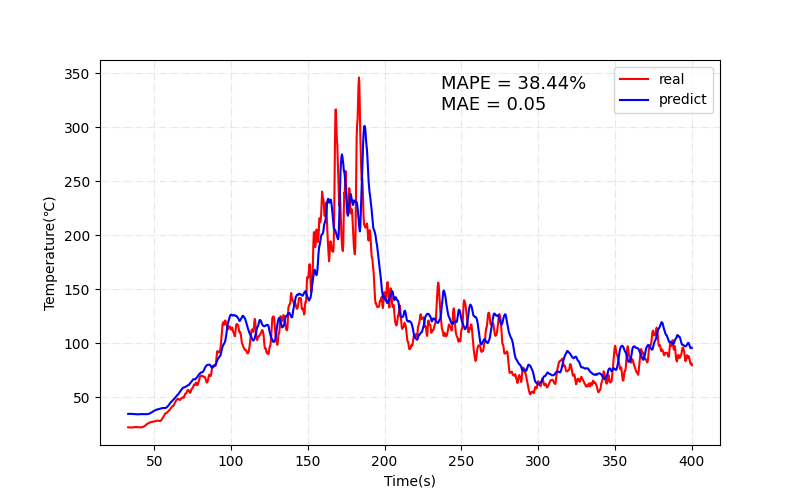 MAPE = 38.44%
MAE = 0.05
real
predict
Temperature(℃)
350
300
250
200
150
100
50
50 100 150 200 250 300 350 400
Time(s)